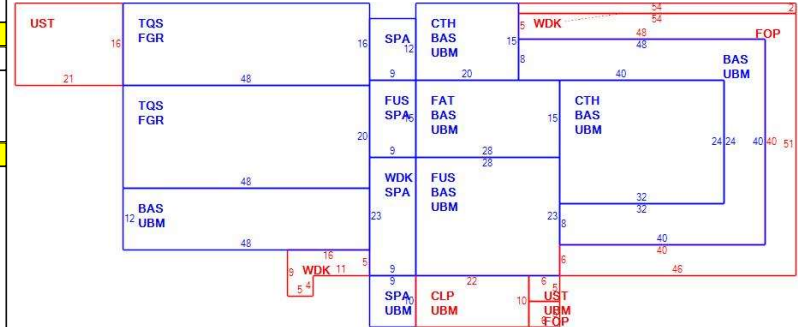 54
2
UST
TQS
FGR
CTH
BAS
UBM
5 WDK
54
16
16
SPA
12
15
48
48
FOP
8
BAS
UBM
21
48
9
20
40
TQS
FGR
FUS
SPA
15
FAT
BAS
UBM
15
CTH
BAS
UBM
20
24 24
40 40
51
9
28
28
48
WDK
SPA
FUS
BAS
UBM
32
32
12
BAS
UBM
23
23
8
48
40
40
16
5
9
WDK
11
9
9
22
6
6
46
5 4
SPA
UBM
10
CLP
UBM
10
5
UST
UBM
FOP
6